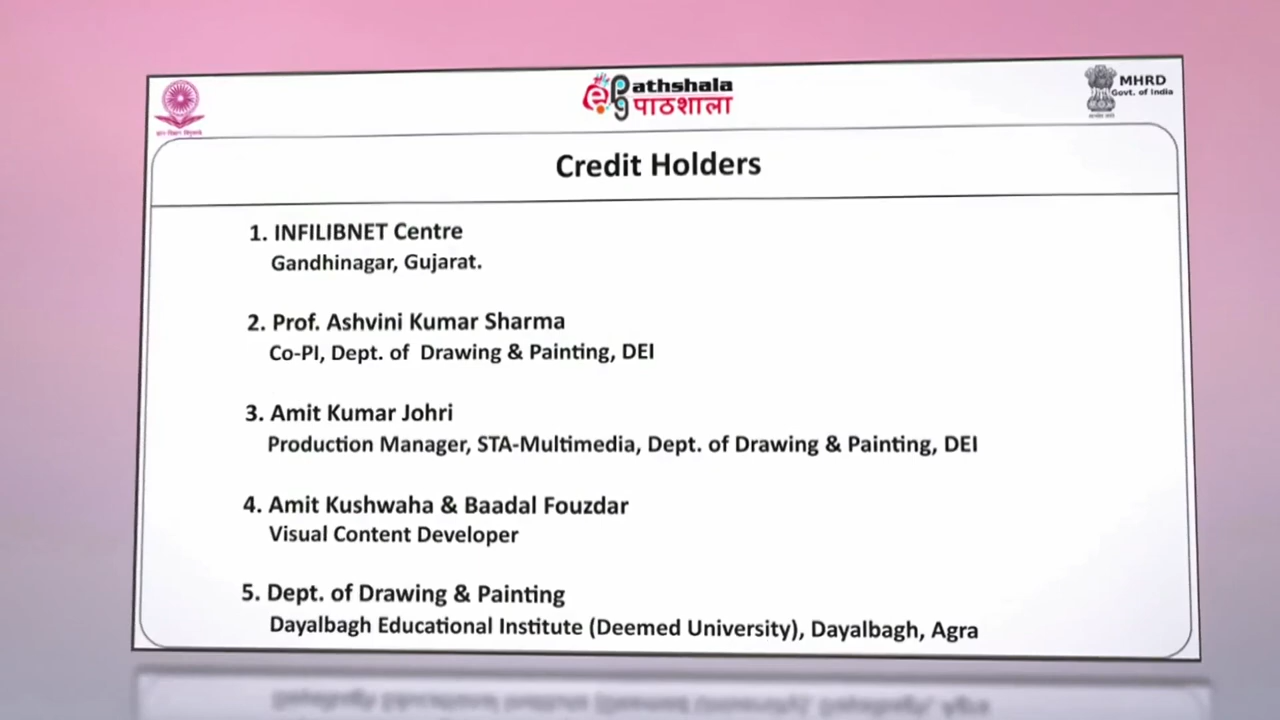 Pathshala
पाठशाला
MHRD
Govt. of India
Credit Holders
1. INFILIBNET Centre
Gandhinagar, Gujarat.
2. Prof. Ashvini Kumar Sharma
Co-PI, Dept. of Drawing & Painting, DEI
3. Amit Kumar Johri
Production Manager, STA-Multimedia, Dept. of Drawing & Painting, DEI
4. Amit Kushwaha & Baadal Fouzdar
Visual Content Developer
5. Dept. of Drawing & Painting
Dayalbagh Educational Institute (Deemed University), Dayalbagh, Agra